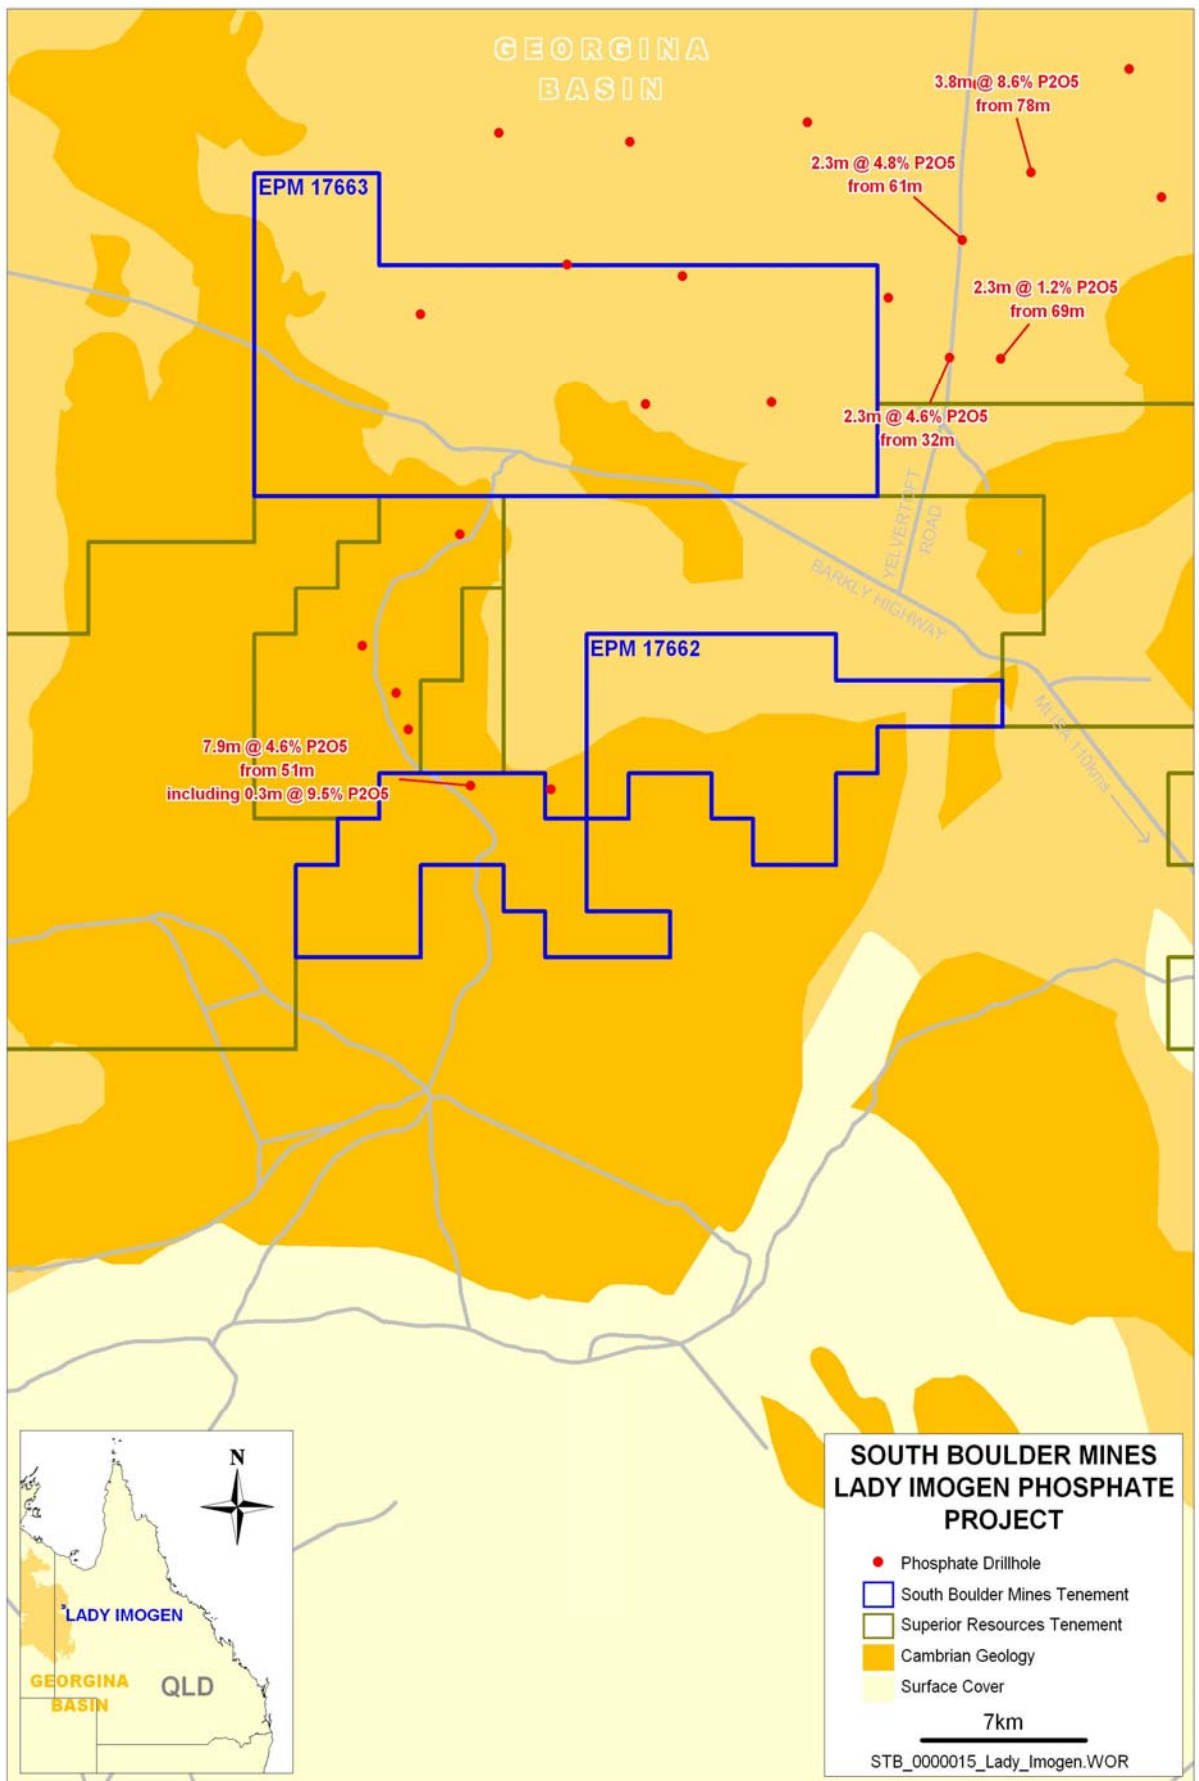 GEORGINA
BASIN
3.8m@ 8.6% P2O5
from 78m
2.3m @ 4.8% P2O5
from 61m
EPM 17663
2.3m @ 1.2% P2O5
from 69m
2.3m @ 4.6% P2O5
from 32m
YELVERTOFT
ROAD
BARKLY HIGHWAY
EPM 17662
Mt ISA 110kms
7.9m @ 4.6% P2O5
from 51m
including 0.3m @ 9.5% P2O5
N
LADY IMOGEN
GEORGINA
BASIN
QLD
SOUTH BOULDER MINES
LADY IMOGEN PHOSPHATE
PROJECT
Phosphate Drillhole
South Boulder Mines Tenement
Superior Resources Tenement
Cambrian Geology
Surface Cover
7km
STB_0000015_Lady_Imogen.WOR